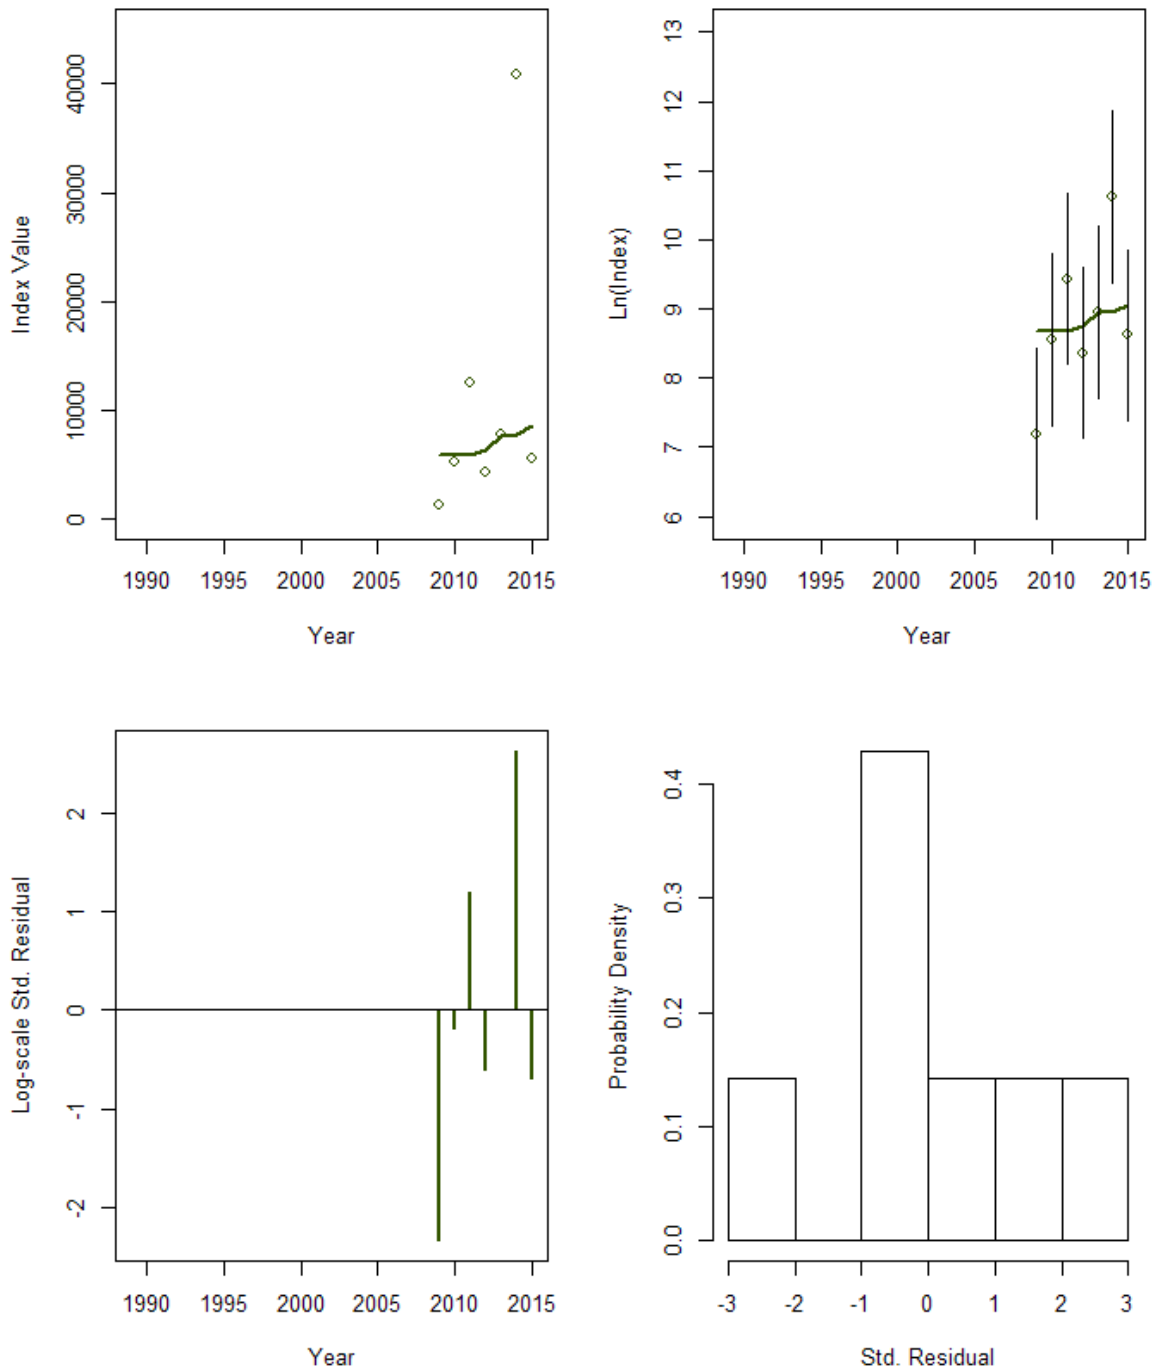 Index Value
40000
30000
20000
10000
0
1990 1995 2000 2005 2010 2015
Year
Ln(Index)
13
12
11
10
9
8
7
6
1990 1995 2000 2005 2010 2015
Year
Log-scale Std. Residual
2
1
0
-1
-2
1990 1995 2000 2005 2010 2015
Year
Probability Density
0.4
0.3
0.2
0.1
0.0
-3 -2 -1 0 1 2 3
Std. Residual